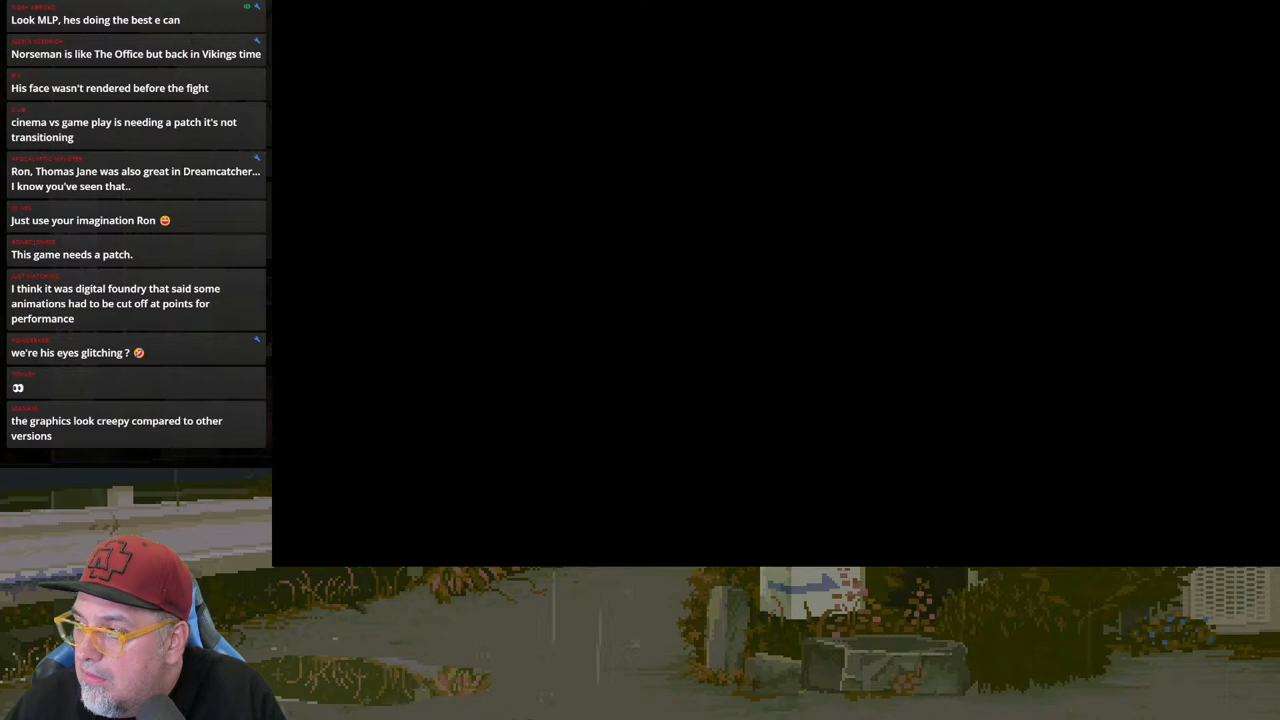 Look MLP, hes doing the best e can
Norseman is like The Office but back in Vikings time
His face wasn't rendered before the fight
cinema vs game play is needing a patch it's not
transitioning
Ron, Thomas Jane was also great in Dreamcatcher...
I know you've seen that..
Just use your imagination Ron 😄
This game needs a patch.
I think it was digital foundry that said some
animations had to be cut off at points for
performance
we're his eyes glitching ? 🤣
👀
the graphics look creepy compared to other
versions